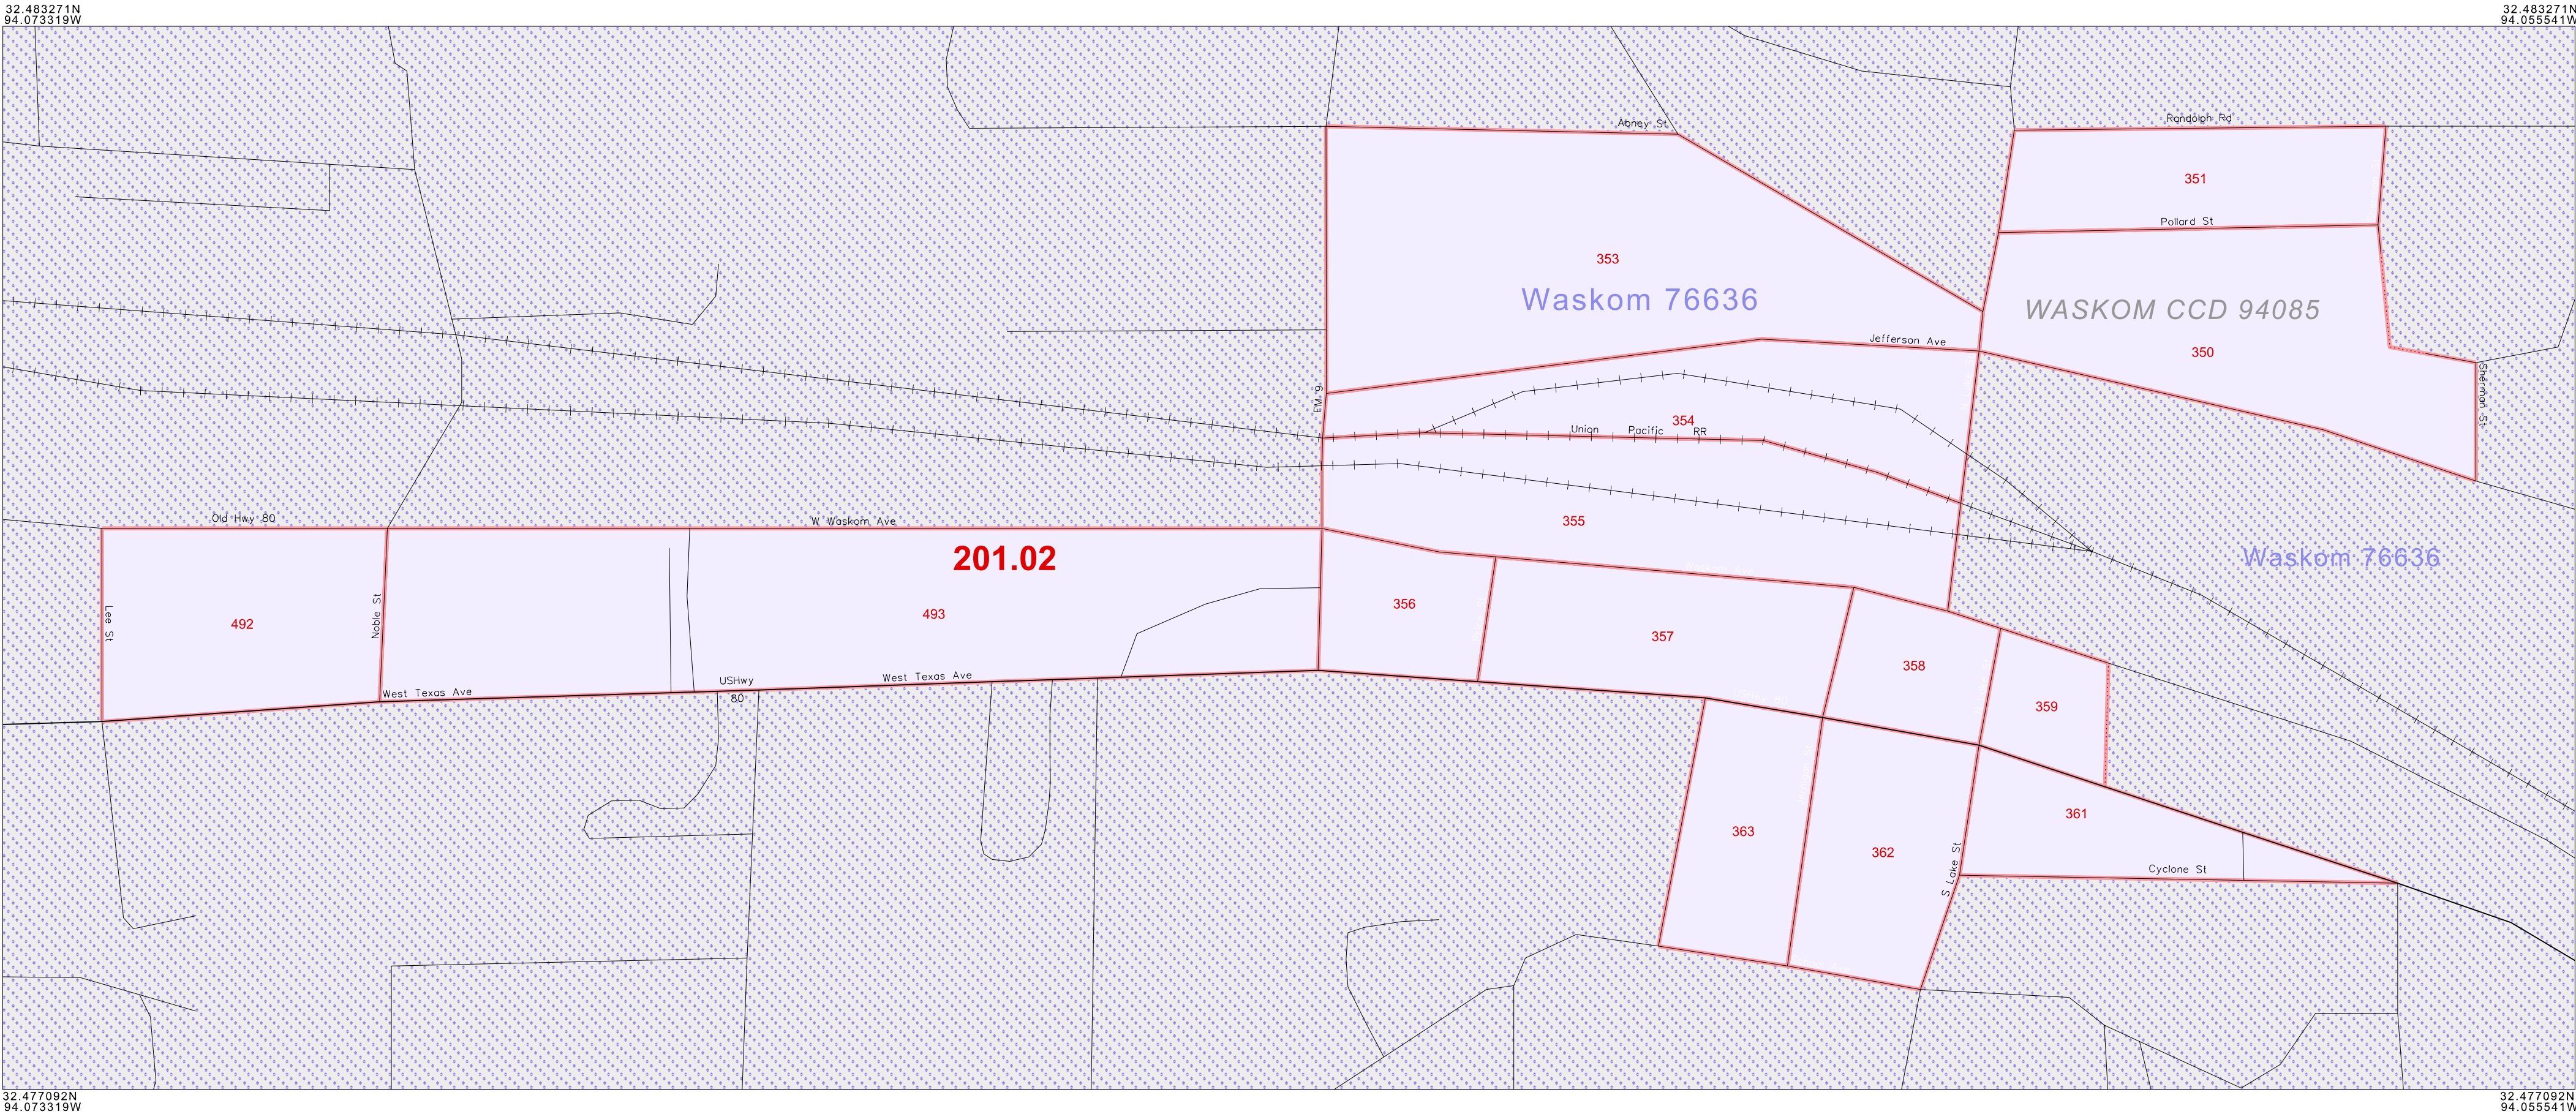 32.483271N
94.073319W
32.483271N
94.055541W
Randolph Rd
Abney St
351
Pollard St
353
Waskom 76636
WASKOM CCD 94085
Jefferson Ave
350
Sherman St
FM 9
354
Union Pacific RR
Old Hwy 80
W Waskom Ave
355
201.02
Waskom 76636
Lee St
492
Noble St
493
356
357
358
359
West Texas Ave
USHwy
80
West Texas Ave
361
363
362
S Lake St
Cyclone St
32.477092N
94.073319W
32.477092N
94.055541W